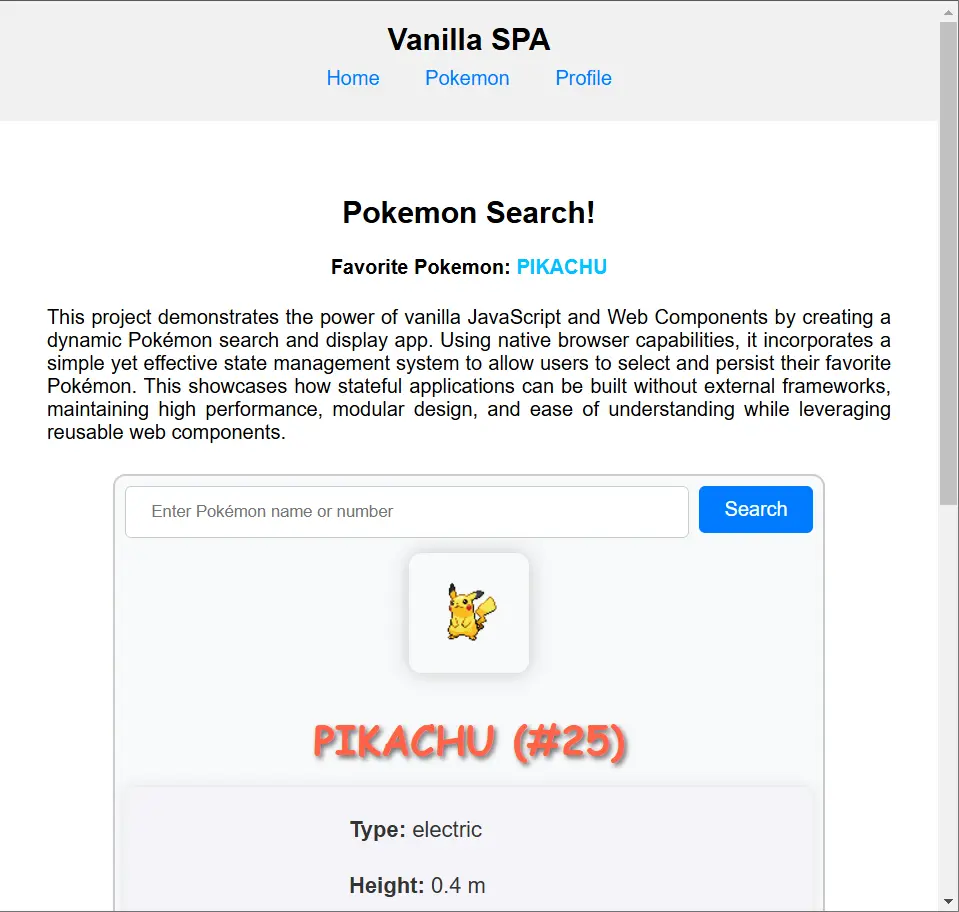 Vanilla SPA
Home Pokemon Profile
Pokemon Search!
Favorite Pokemon: PIKACHU
This project demonstrates the power of vanilla JavaScript and Web Components by creating a
dynamic Pokémon search and display app. Using native browser capabilities, it incorporates a
simple yet effective state management system to allow users to select and persist their favorite
Pokémon. This showcases how stateful applications can be built without external frameworks,
maintaining high performance, modular design, and ease of understanding while leveraging
reusable web components.
Enter Pokémon name or number Search
PIKACHU (#25)
Type: electric
Height: 0.4 m